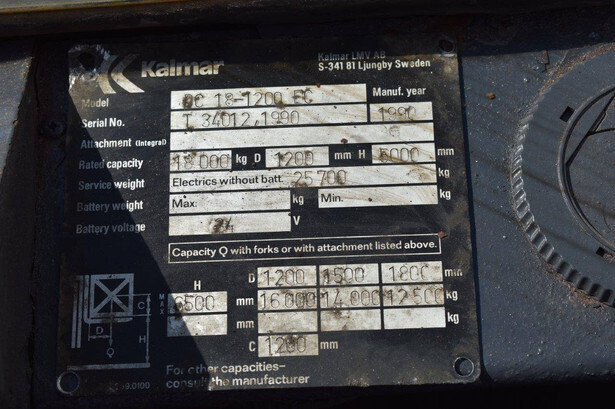 Kalmar
Kalmar LMV AB
S-341 81 Ljungby Sweden
Model DC 18-1200 EC Manuf. year
Serial No. T 34012,1990 1990
Attachment (Integral)
Rated capacity 18 000 kg D 1200 mm H 5000 mm
Service weight Electrics without batt. 25 700 kg
Battery weight Max. kg Min. kg
Battery voltage 24 V
Capacity Q with forks or with attachment listed above.
H D 1200 1500 1800 mm
MAX 6500 mm 16 000 14 000 12 500 kg
mm kg
C 1200 mm
C
D
H
Q
For other capacities-
consult the manufacturer